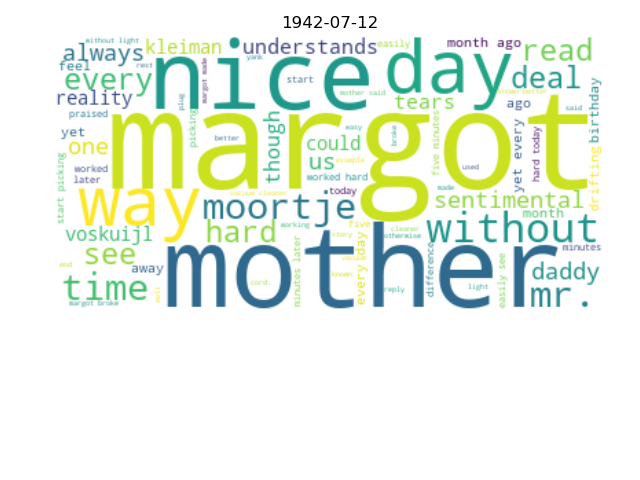 1942-07-12
without light
always
kleiman
understands
easily
month ago
read
feel
rest
yank
nice
day
every
margot made
start
mother said
deal
reality
plug
tears
ago
birthday
said
praised
picking
though
better
many
broke
five minutes
used
yet every
hard today
drifting
yet
one
could
us
margot
start picking
worked
later
worked hard
made
way
moortje
today
sentimental
month
vacuum cleaner
voskuijl
hard
working
five
cleaner
otherwise
without
minutes
see
away
mother
story
daddy
time
every day
known
difference
easily see
end
margot broke
cord.
minutes later
reply
light
mr.